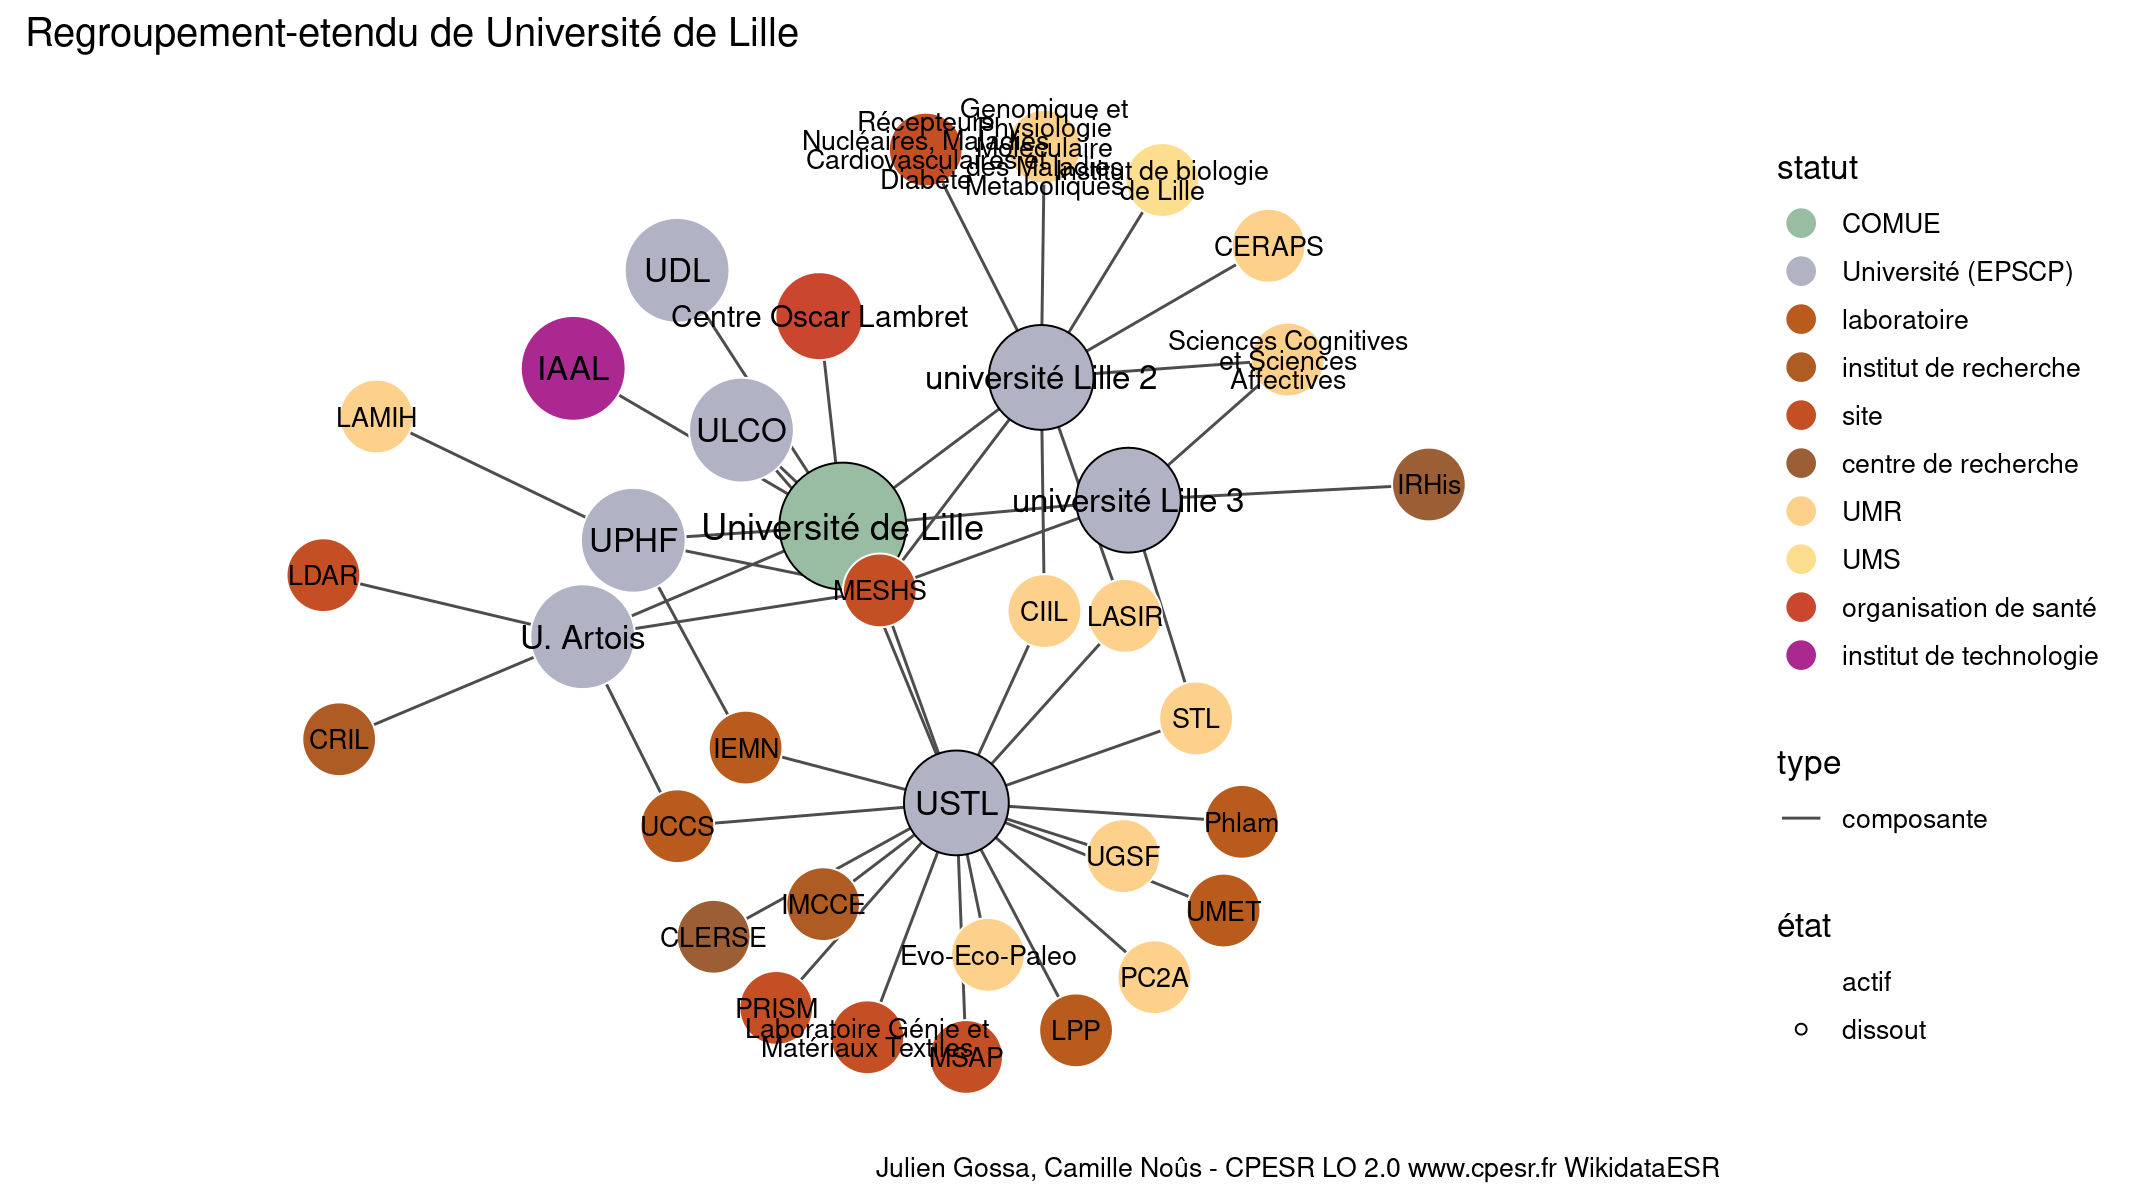 Regroupement-etendu de Université de Lille
Récepteurs
Nucléaires, Maladies
Cardiovasculaires et
Diabète
Genomique et
Physiologie
Moleculaire
des Maladies
Metaboliques
Institut de biologie
de Lille
CERAPS
UDL
Centre Oscar Lambret
IAAL
université Lille 2
Sciences Cognitives
et Sciences
Affectives
LAMIH
ULCO
IRHis
université Lille 3
Université de Lille
UPHF
LDAR
MESHS
CIIL
LASIR
U. Artois
STL
CRIL
IEMN
USTL
UCCS
Phlam
UGSF
IMCCE
UMET
CLERSE
Evo-Eco-Paleo
PC2A
PRISM
Laboratoire Génie et
Matériaux Textiles
MSAP
LPP
statut
COMUE
Université (EPSCP)
laboratoire
institut de recherche
site
centre de recherche
UMR
UMS
organisation de santé
institut de technologie
type
composante
état
actif
dissout
Julien Gossa, Camille Noûs - CPESR LO 2.0 www.cpesr.fr WikidataESR